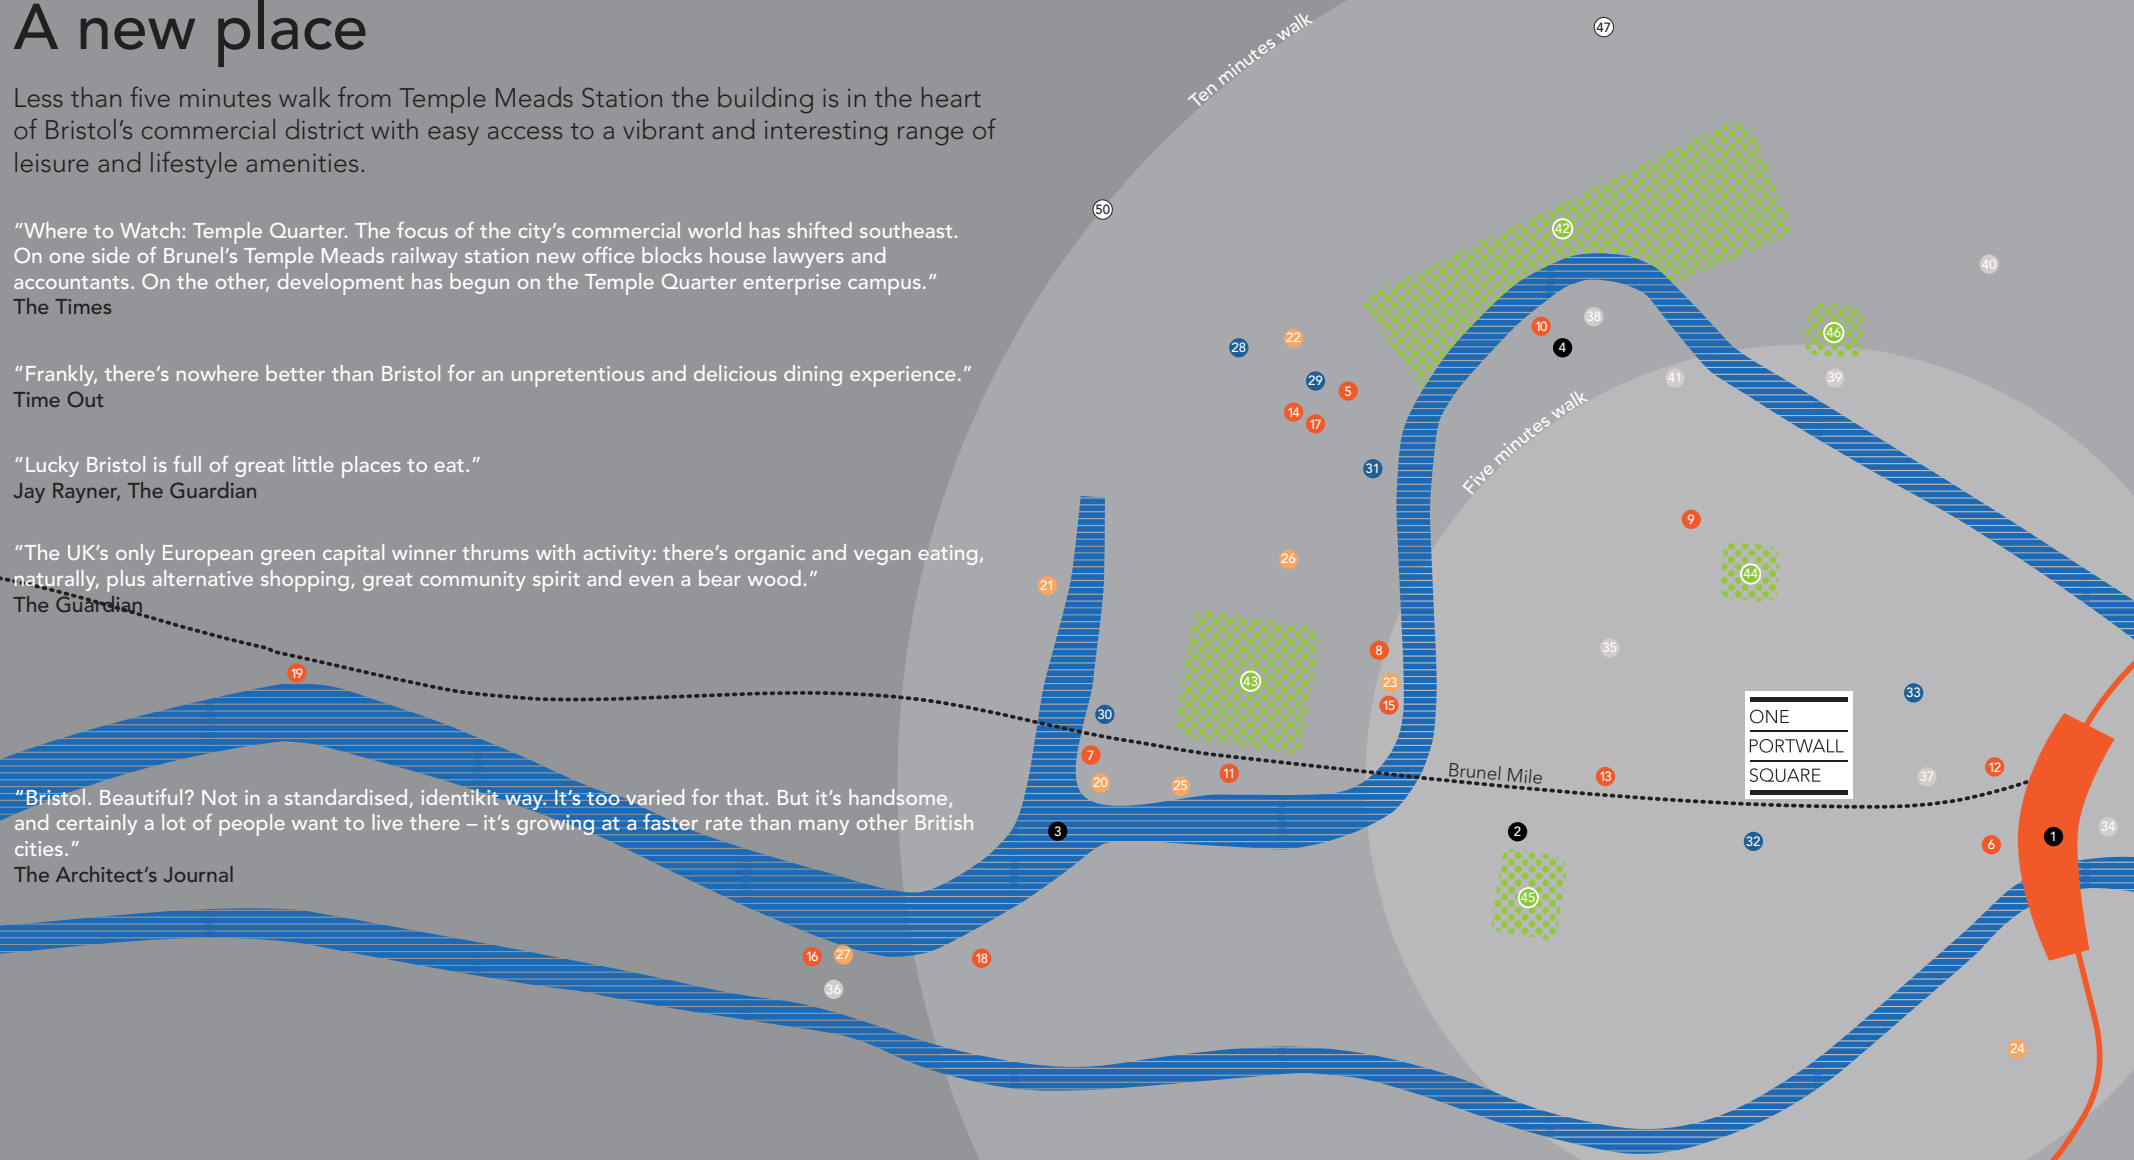 A new place
Less than five minutes walk from Temple Meads Station the building is in the heart
of Bristol’s commercial district with easy access to a vibrant and interesting range of
leisure and lifestyle amenities.
“Where to Watch: Temple Quarter. The focus of the city’s commercial world has shifted southeast.
On one side of Brunel’s Temple Meads railway station new office blocks house lawyers and
accountants. On the other, development has begun on the Temple Quarter enterprise campus.”
The Times
“Frankly, there’s nowhere better than Bristol for an unpretentious and delicious dining experience.”
Time Out
“Lucky Bristol is full of great little places to eat.”
Jay Rayner, The Guardian
“The UK’s only European green capital winner thrums with activity: there’s organic and vegan eating,
naturally, plus alternative shopping, great community spirit and even a bear wood.”
The Guardian
“Bristol. Beautiful? Not in a standardised, identikit way. It’s too varied for that. But it’s handsome,
and certainly a lot of people want to live there – it’s growing at a faster rate than many other British
cities.”
The Architect’s Journal
Ten minutes walk
47
50
42
40
10
38
46
22
28
4
29
5
41
39
14
17
Five minutes walk
31
9
26
44
21
35
8
19
43
23
33
15
30
ONE
PORTWALL
SQUARE
7
11
Brunel Mile
13
12
37
20
25
3
2
32
6
1
34
45
16
27
18
36
24